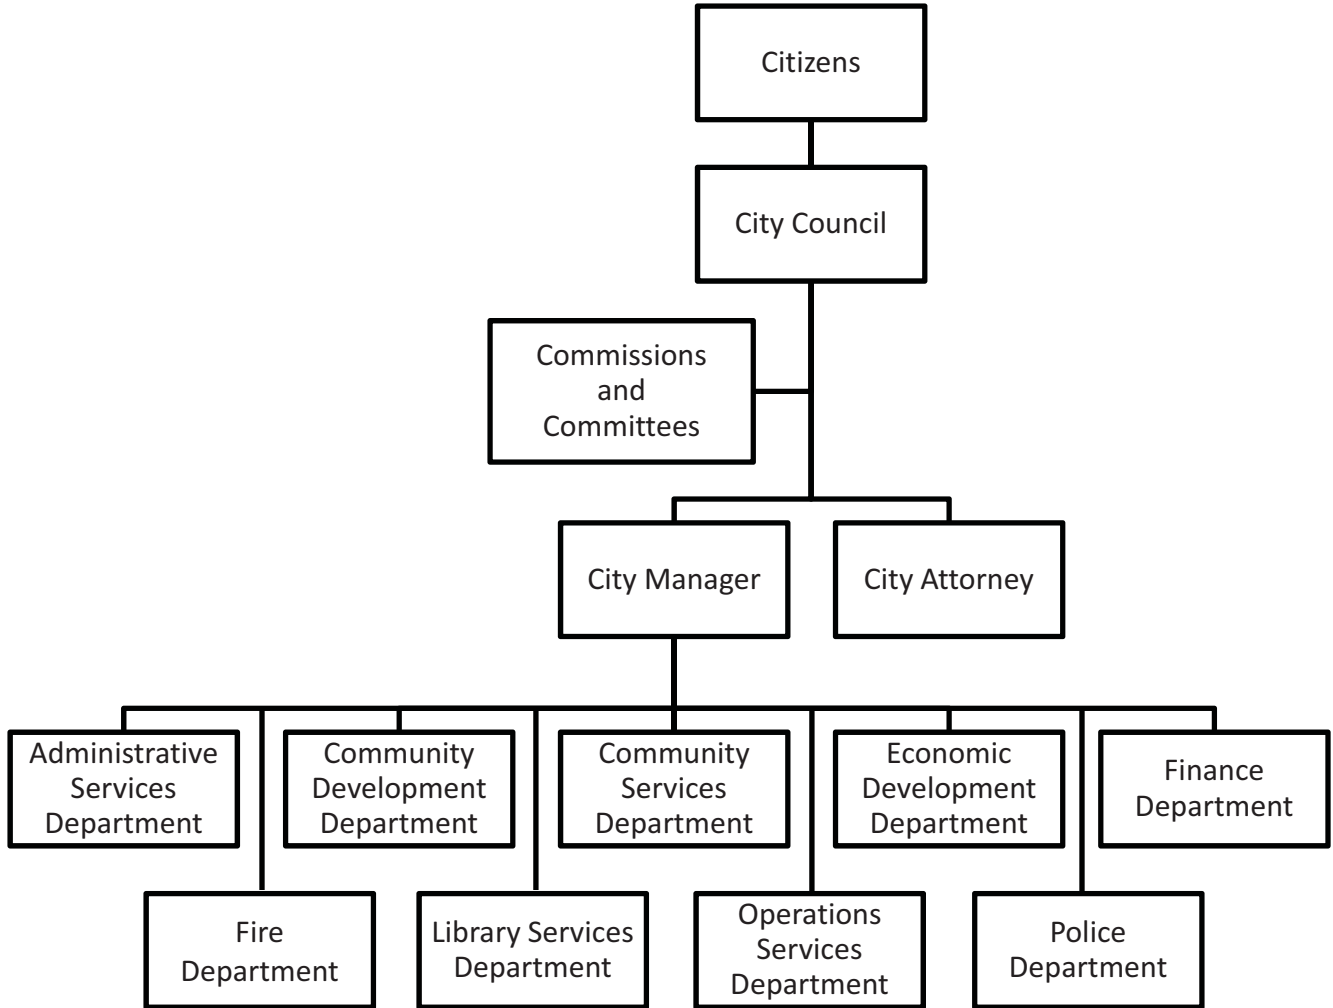 Citizens
City Council
Commissions
and
Committees
City Manager
City Attorney
Administrative
Services
Department
Community
Development
Department
Community
Services
Department
Economic
Development
Department
Finance
Department
Fire
Department
Library Services
Department
Operations
Services
Department
Police
Department